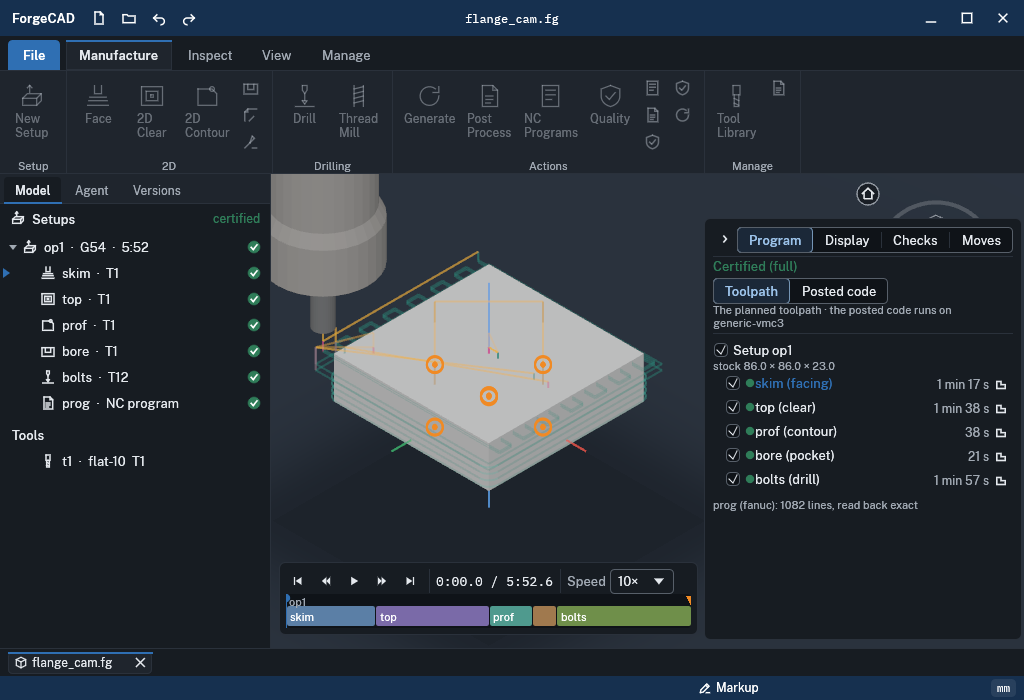 ForgeCAD
flange_cam.fg
File
Manufacture
Inspect
View
Manage
New Setup
Face
2D Clear
2D Contour
Drill
Thread Mill
Generate
Post Process
NC Programs
Quality
Tool Library
Setup
2D
Drilling
Actions
Manage
Model
Agent
Versions
Setups
certified
op1 · G54 · 5:52
skim · T1
top · T1
prof · T1
bore · T1
bolts · T12
prog · NC program
Tools
t1 · flat-10 T1
Program
Display
Checks
Moves
Certified (full)
Toolpath
Posted code
The planned toolpath · the posted code runs on
generic-vmc3
Setup op1
stock 86.0 × 86.0 × 23.0
skim (facing) 1 min 17 s
top (clear) 1 min 38 s
prof (contour) 38 s
bore (pocket) 21 s
bolts (drill) 1 min 57 s
prog (fanuc): 1082 lines, read back exact
0:00.0 / 5:52.6
Speed
10×
op1
skim
top
prof
bolts
flange_cam.fg
Markup
mm